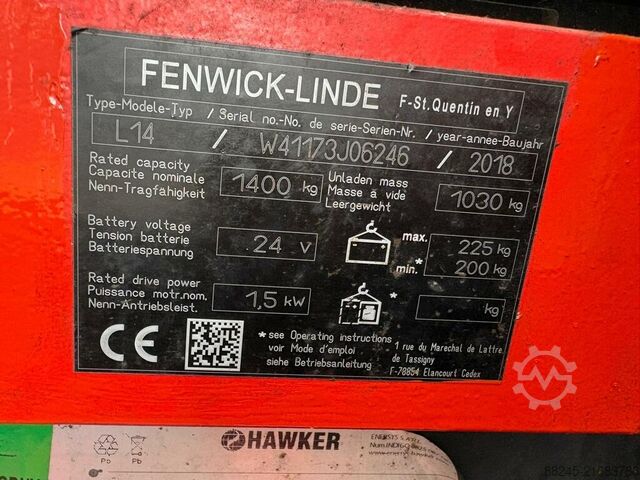 FENWICK-LINDE F-St.Quentin en Y
Type-Modele-Typ / Serial no.-No. de serie-Serien-Nr. / year-annee-Baujahr
L14 / W41173J06246 / 2018
Rated capacity
Capacite nominale
Nenn-Tragfähigkeit
1400 kg
Unladen mass
Masse à vide
Leergewicht
1030 kg
Battery voltage
Tension batterie
Batteriespannung
24 v
max. 225 kg
*min. 200 kg
Rated drive power
Puissance motr.nom.
Nenn-Antriebsleist.
1,5 kW
kg
CE
*see Operating instructions
voir Mode d'emploi
siehe Betriebsanleitung
1 rue du Marechal de Lattre
de Tassigny
F-78854 Elancourt Cedex
Pb Pb
HAWKER